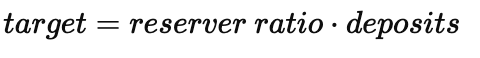 target = reserver ratio · deposits